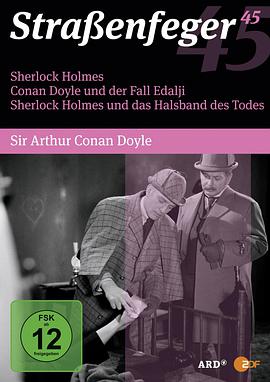 Straßenfeger 45
45
Sherlock Holmes
Conan Doyle und der Fall Edalji
Sherlock Holmes und das Halsband des Todes
Sir Arthur Conan Doyle
FSK
ab
12
freigegeben
ARD
ZDF